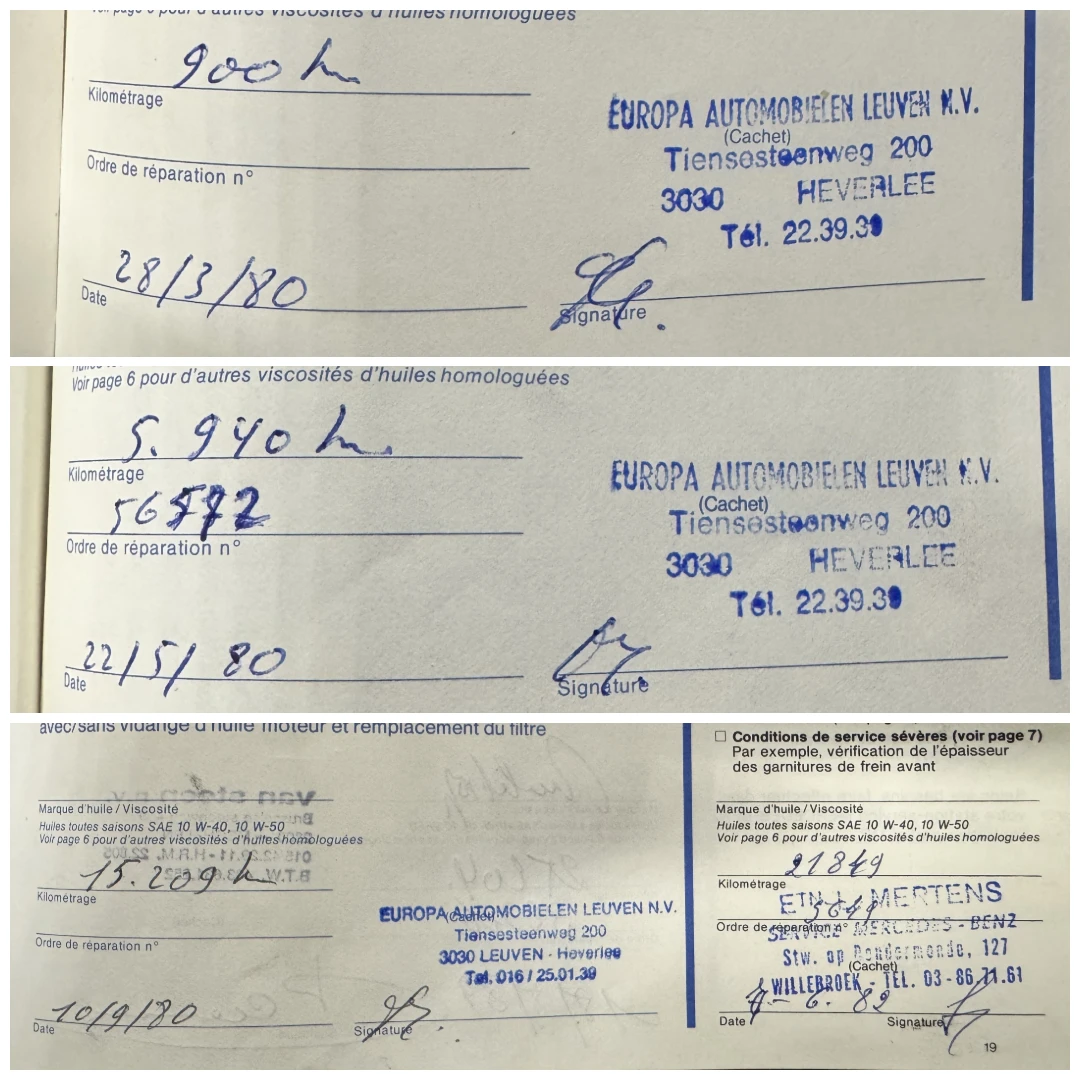 Voir page 6 pour d'autres viscosités d'huiles homologuées
900 km
Kilométrage
Ordre de réparation n°
28/3/80
Date
EUROPA AUTOMOBIELEN LEUVEN N.V.
(Cachet)
Tiensesteenweg 200
3030 HEVERLEE
Tél. 22.39.39
Signature
Voir page 6 pour d'autres viscosités d'huiles homologuées
5.940 km
Kilométrage
Ordre de réparation n°
22/5/80
Date
EUROPA AUTOMOBIELEN LEUVEN N.V.
(Cachet)
Tiensesteenweg 200
3030 HEVERLEE
Tél. 22.39.39
Signature
avec/sans vidange d'huile moteur et remplacement du filtre
Marque d'huile / Viscosité
Huiles toutes saisons SAE 10 W-40, 10 W-50
Voir page 6 pour d'autres viscosités d'huiles homologuées
15.209 km
Kilométrage
Ordre de réparation n°
10/9/80
Date
EUROPA AUTOMOBIELEN LEUVEN N.V.
(Cachet)
Tiensesteenweg 200
3030 LEUVEN - Heverlee
Tel. 016 / 25.01.39
Signature
☐ Conditions de service sévères (voir page 7)
Par exemple, vérification de l'épaisseur
des garnitures de frein avant
Marque d'huile / Viscosité
Huiles toutes saisons SAE 10 W-40, 10 W-50
Voir page 6 pour d'autres viscosités d'huiles homologuées
21849
Kilométrage
MERTENS
Ordre de réparation n°
SERVICE MERCEDES - BENZ
Stw. op Dendermonde, 127
(Cachet)
WILLEBROEK - TEL. 03 - 86.71.61
Date
Signature
19